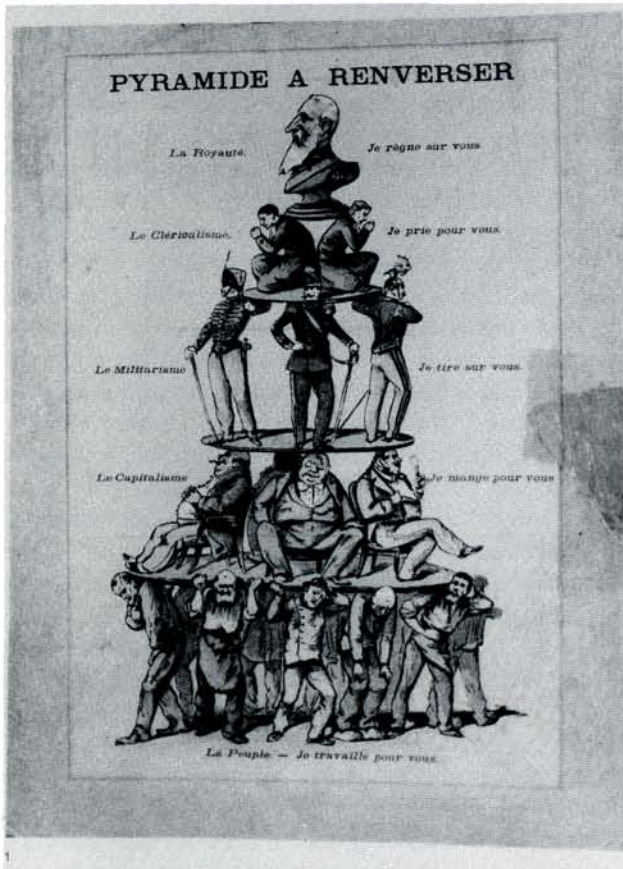 PYRAMIDE A RENVERSER
La Royauté. Je règne sur vous.
Le Cléricalisme. Je prie pour vous.
Le Militarisme Je tire sur vous.
Le Capitalisme Je mange pour vous
Le Peuple. — Je travaille pour vous.
1